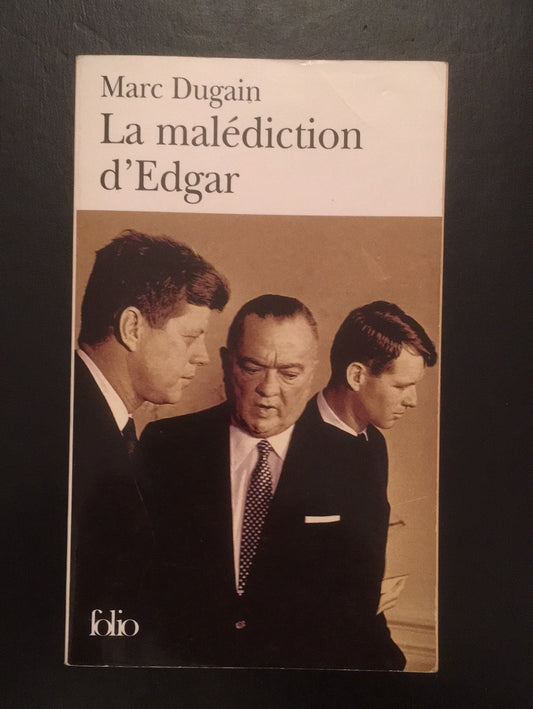 Marc Dugain
La malédiction
d’Edgar
folio